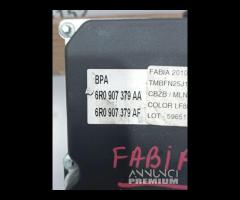 BPA
6R0 907 379 AA
6R0 907 379 AF
FABIA 2010
TMBFN25J1
CBZB / MLN
COLOR LF8
LOT - 59651
FABIA
ANNUNCI
PREMIUM